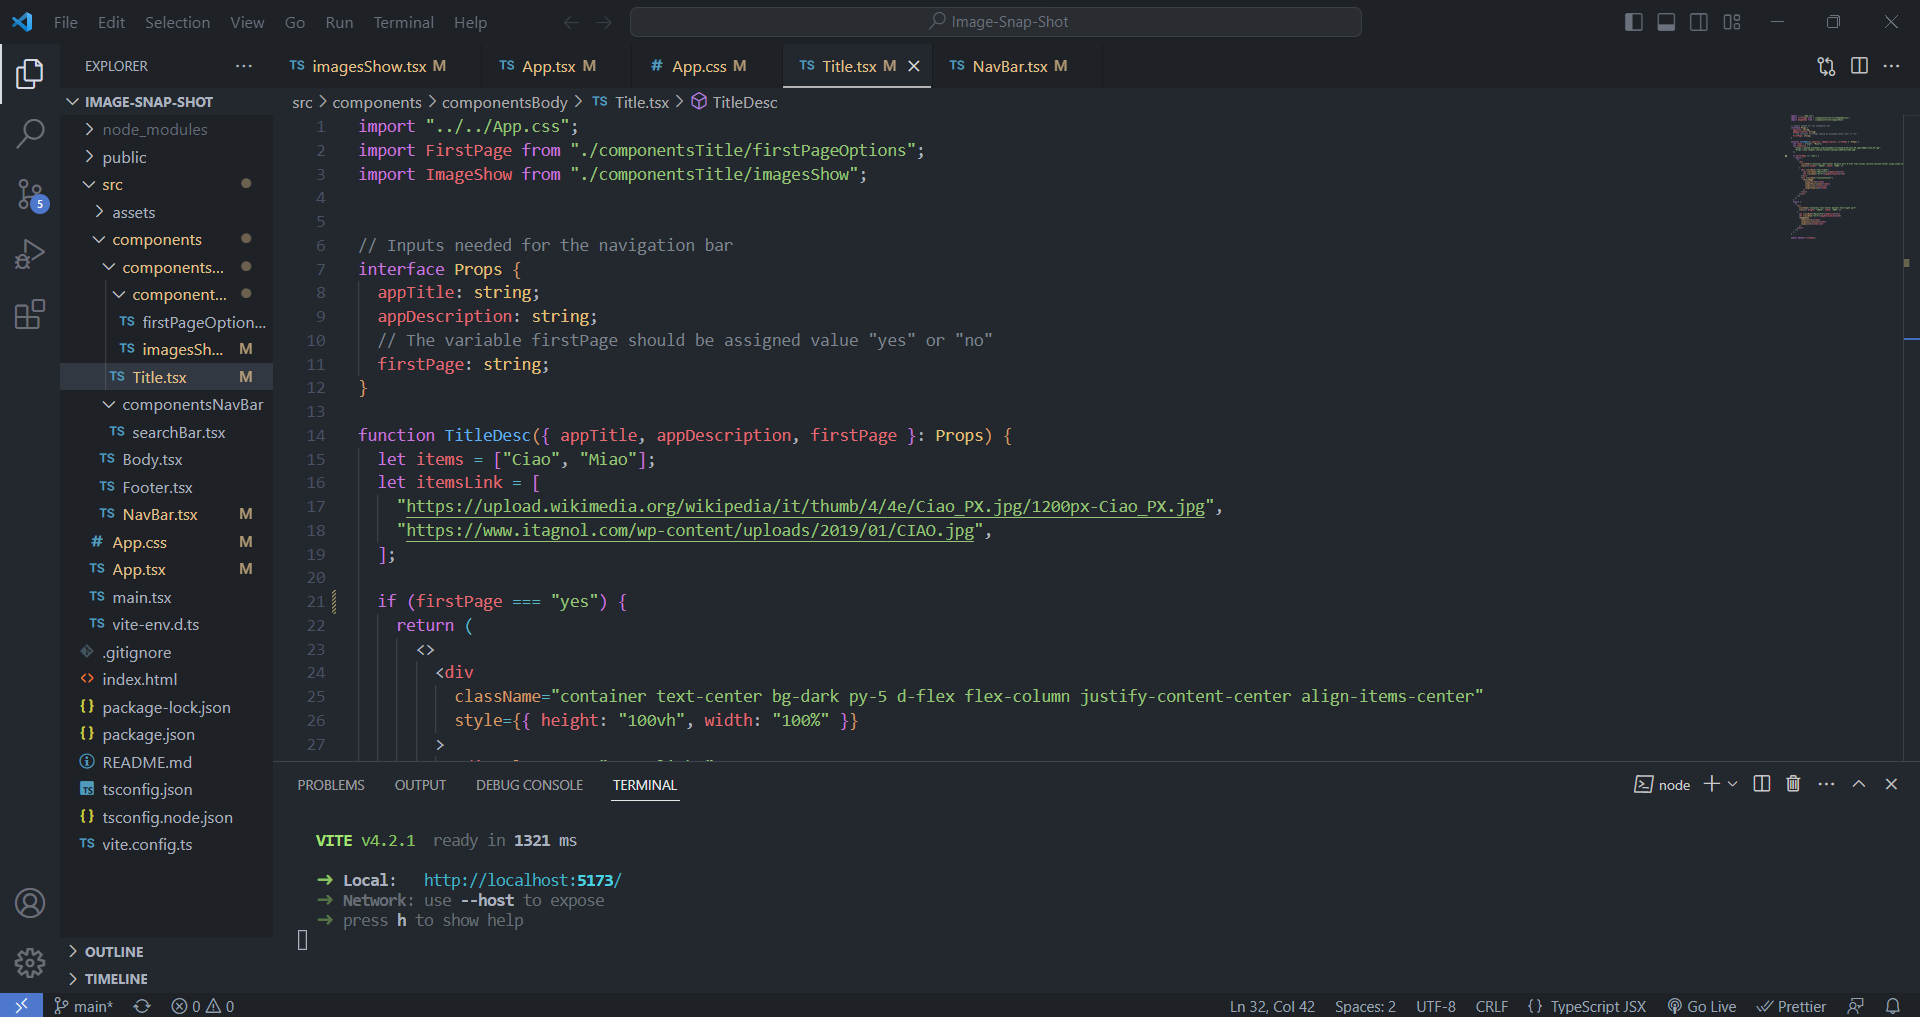 File Edit Selection View Go Run Terminal Help
Image-Snap-Shot
EXPLORER
TS imagesShow.tsx M
TS App.tsx M
# App.css M
TS Title.tsx M
TS NavBar.tsx M
src > components > componentsBody > TS Title.tsx > TitleDesc
IMAGE-SNAP-SHOT
node_modules
public
src
assets
components
components...
component...
TS firstPageOption...
TS imagesSh... M
TS Title.tsx M
componentsNavBar
TS searchBar.tsx
TS Body.tsx
TS Footer.tsx
TS NavBar.tsx M
# App.css M
TS App.tsx M
TS main.tsx
TS vite-env.d.ts
.gitignore
<> index.html
{} package-lock.json
{} package.json
README.md
TS tsconfig.json
{} tsconfig.node.json
TS vite.config.ts
OUTLINE
TIMELINE
5
1 import "../../App.css";
2 import FirstPage from "./componentsTitle/firstPageOptions";
3 import ImageShow from "./componentsTitle/imagesShow";
4
5
6 // Inputs needed for the navigation bar
7 interface Props {
8 appTitle: string;
9 appDescription: string;
10 // The variable firstPage should be assigned value "yes" or "no"
11 firstPage: string;
12 }
13
14 function TitleDesc({ appTitle, appDescription, firstPage }: Props) {
15 let items = ["Ciao", "Miao"];
16 let itemsLink = [
17 "https://upload.wikimedia.org/wikipedia/it/thumb/4/4e/Ciao_PX.jpg/1200px-Ciao_PX.jpg",
18 "https://www.itagnol.com/wp-content/uploads/2019/01/CIAO.jpg",
19 ];
20
21 if (firstPage === "yes") {
22 return (
23 <>
24 <div
25 className="container text-center bg-dark py-5 d-flex flex-column justify-content-center align-items-center"
26 style={{ height: "100vh", width: "100%" }}
27 >
PROBLEMS OUTPUT DEBUG CONSOLE TERMINAL
node
VITE v4.2.1 ready in 1321 ms
➜ Local: http://localhost:5173/
➜ Network: use --host to expose
➜ press h to show help
main* 0 0
Ln 32, Col 42 Spaces: 2 UTF-8 CRLF {} TypeScript JSX Go Live Prettier